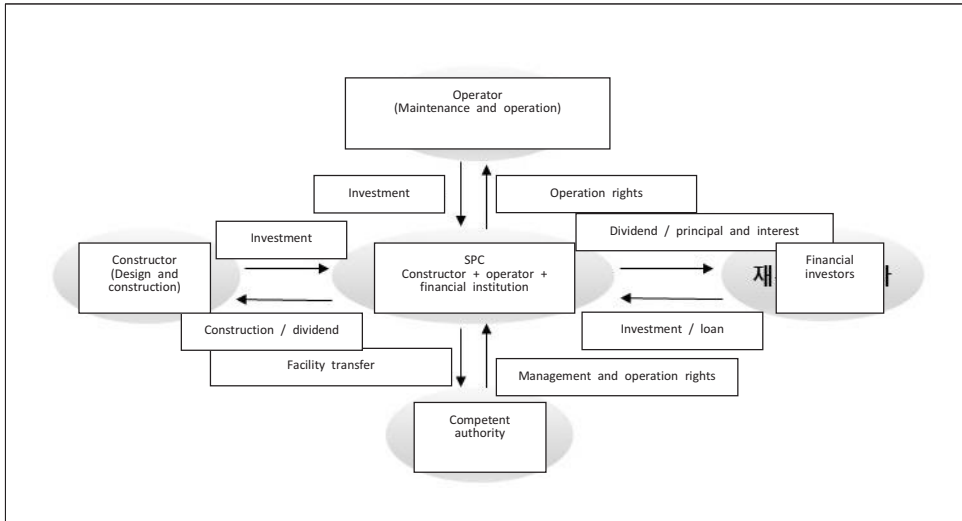 Operator
(Maintenance and operation)
Investment
Operation rights
Investment
Dividend / principal and interest
Constructor
(Design and
construction)
SPC
Constructor + operator +
financial institution
재
Financial
investors
Construction / dividend
Investment / loan
Facility transfer
Management and operation rights
Competent
authority